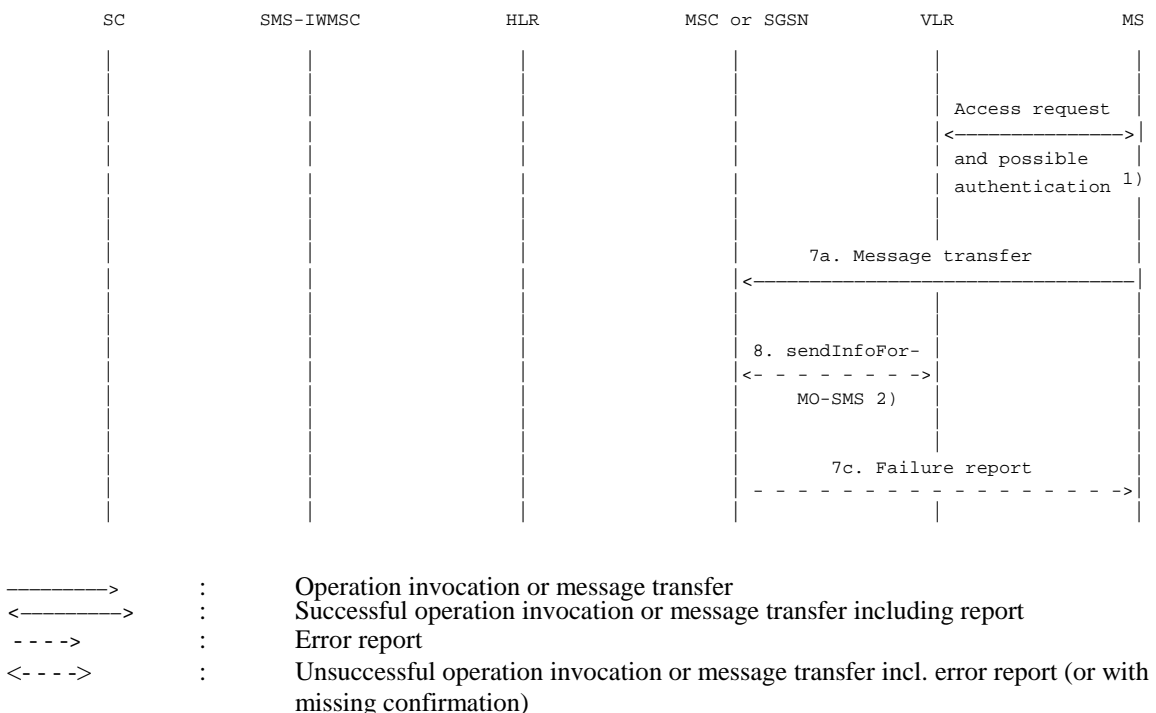 SC SMS-IWMSC HLR MSC or SGSN VLR MS
Access request
<———————————————>
and possible
authentication 1)
7a. Message transfer
<——————————————————————————————————
8. sendInfoFor-
<- - - - - - - ->
MO-SMS 2)
7c. Failure report
- - - - - - - - - - - - - - - - ->
—————————> : Operation invocation or message transfer
<—————————> : Successful operation invocation or message transfer including report
- - - -> : Error report
<- - - -> : Unsuccessful operation invocation or message transfer incl. error report (or with
missing confirmation)